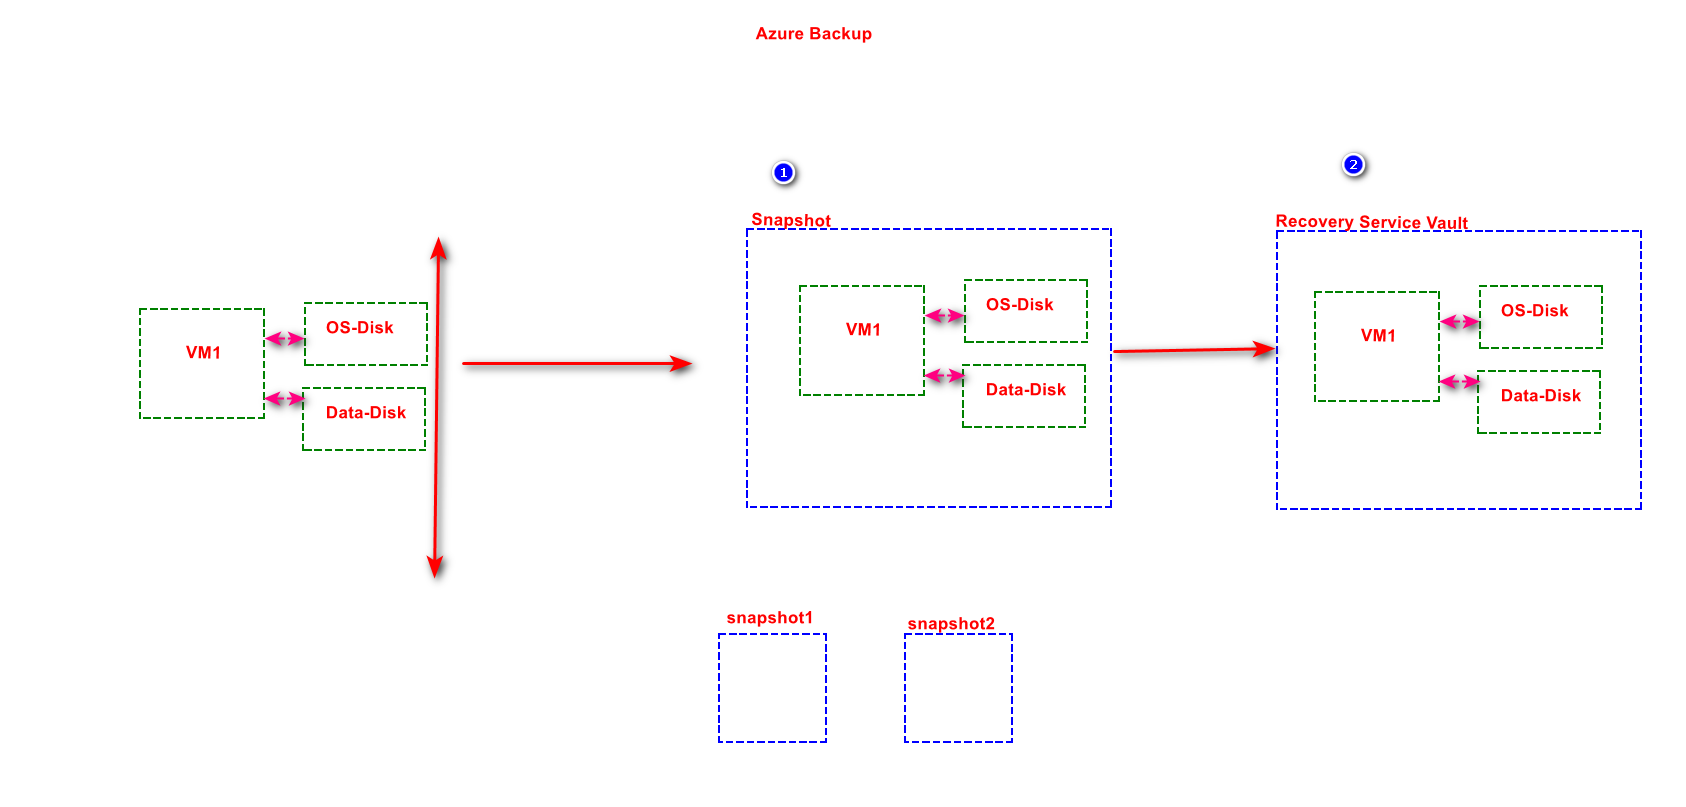 Azure Backup
1
2
Snapshot
Recovery Service Vault
VM1
OS-Disk
Data-Disk
VM1
OS-Disk
Data-Disk
VM1
OS-Disk
Data-Disk
snapshot1
snapshot2